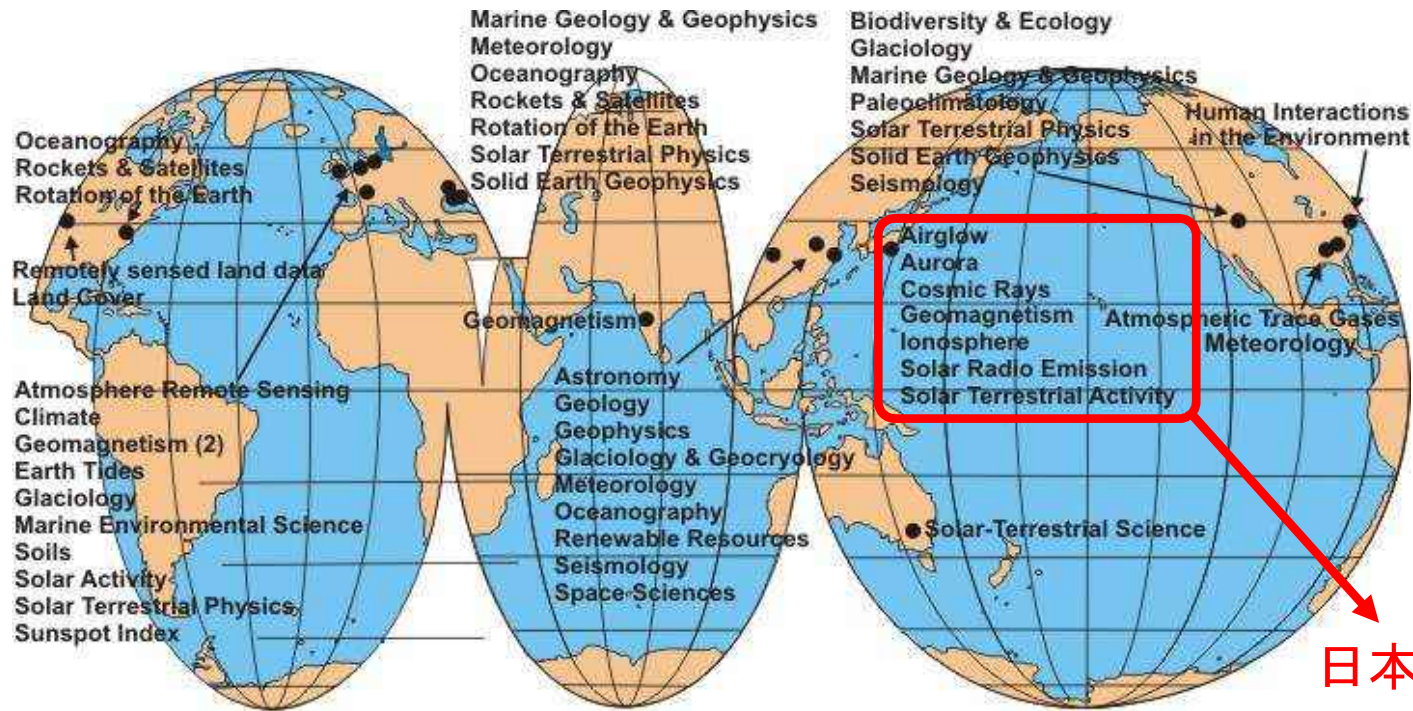 Oceanography
Rockets & Satellites
Rotation of the Earth
Remotely sensed land data
Land Cover
Atmosphere Remote Sensing
Climate
Geomagnetism (2)
Earth Tides
Glaciology
Marine Environmental Science
Soils
Solar Activity
Solar Terrestrial Physics
Sunspot Index
Marine Geology & Geophysics
Meteorology
Oceanography
Rockets & Satellites
Rotation of the Earth
Solar Terrestrial Physics
Solid Earth Geophysics
Geomagnetism
Astronomy
Geology
Geophysics
Glaciology & Geocryology
Meteorology
Oceanography
Renewable Resources
Seismology
Space Sciences
Biodiversity & Ecology
Glaciology
Marine Geology & Geophysics
Paleoclimatology
Solar Terrestrial Physics
Solid Earth Geophysics
Seismology
Human Interactions
in the Environment
Airglow
Aurora
Cosmic Rays
Geomagnetism
Ionosphere
Solar Radio Emission
Solar Terrestrial Activity
Atmospheric Trace Gases
Meteorology
Solar-Terrestrial Science
日本